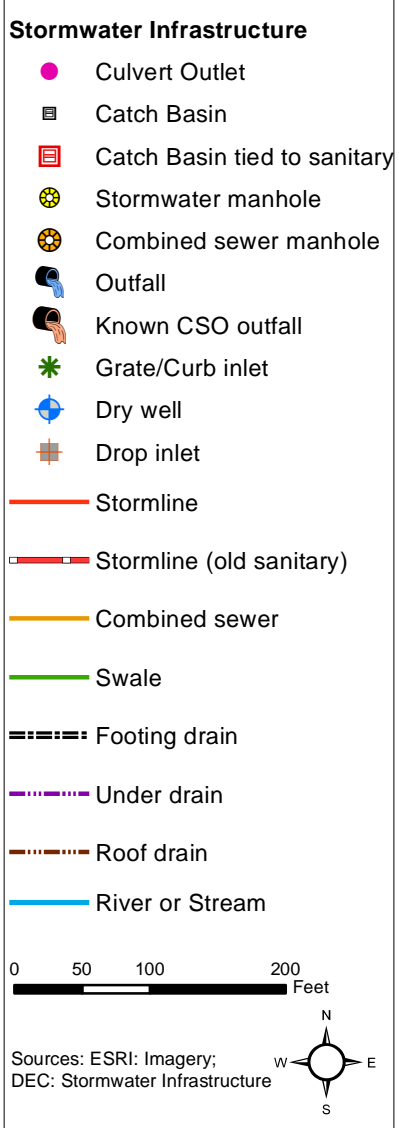 Stormwater Infrastructure
Culvert Outlet
Catch Basin
Catch Basin tied to sanitary
Stormwater manhole
Combined sewer manhole
Outfall
Known CSO outfall
Grate/Curb inlet
Dry well
Drop inlet
Stormline
Stormline (old sanitary)
Combined sewer
Swale
Footing drain
Under drain
Roof drain
River or Stream
0 50 100 200
Feet
N
W E
S
Sources: ESRI: Imagery;
DEC: Stormwater Infrastructure